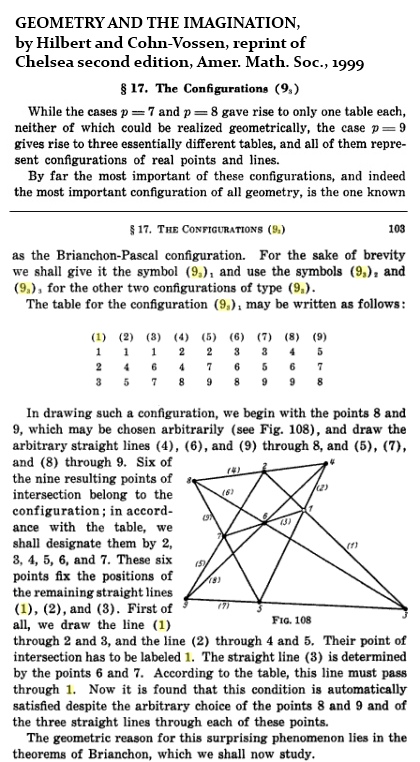 GEOMETRY AND THE IMAGINATION,
by Hilbert and Cohn-Vossen, reprint of
Chelsea second edition, Amer. Math. Soc., 1999
§ 17. The Configurations (9₃)
While the cases p = 7 and p = 8 gave rise to only one table each,
neither of which could be realized geometrically, the case p = 9
gives rise to three essentially different tables, and all of them repre-
sent configurations of real points and lines.
By far the most important of these configurations, and indeed
the most important configuration of all geometry, is the one known
§ 17. THE CONFIGURATIONS (9₃) 103
as the Brianchon-Pascal configuration. For the sake of brevity
we shall give it the symbol (9₃)₁ and use the symbols (9₃)₂ and
(9₃)₃ for the other two configurations of type (9₃).
The table for the configuration (9₃)₁ may be written as follows:
(1) (2) (3) (4) (5) (6) (7) (8) (9)
1 1 1 2 2 3 3 4 5
2 4 6 4 7 6 5 6 7
3 5 7 8 9 8 9 9 8
In drawing such a configuration, we begin with the points 8 and
9, which may be chosen arbitrarily (see Fig. 108), and draw the
arbitrary straight lines (4), (6), and (9) through 8, and (5), (7),
and (8) through 9. Six of
the nine resulting points of
intersection belong to the
configuration; in accord-
ance with the table, we
shall designate them by 2,
3, 4, 5, 6, and 7. These six
points fix the positions of
the remaining straight lines
(1), (2), and (3). First of
all, we draw the line (1)
(4) 2 4
8 (6) (2)
(9) 6 (3) 1
7 (1)
(5) (8)
9 (7) 5 3
FIG. 108
through 2 and 3, and the line (2) through 4 and 5. Their point of
intersection has to be labeled 1. The straight line (3) is determined
by the points 6 and 7. According to the table, this line must pass
through 1. Now it is found that this condition is automatically
satisfied despite the arbitrary choice of the points 8 and 9 and of
the three straight lines through each of these points.
The geometric reason for this surprising phenomenon lies in the
theorems of Brianchon, which we shall now study.